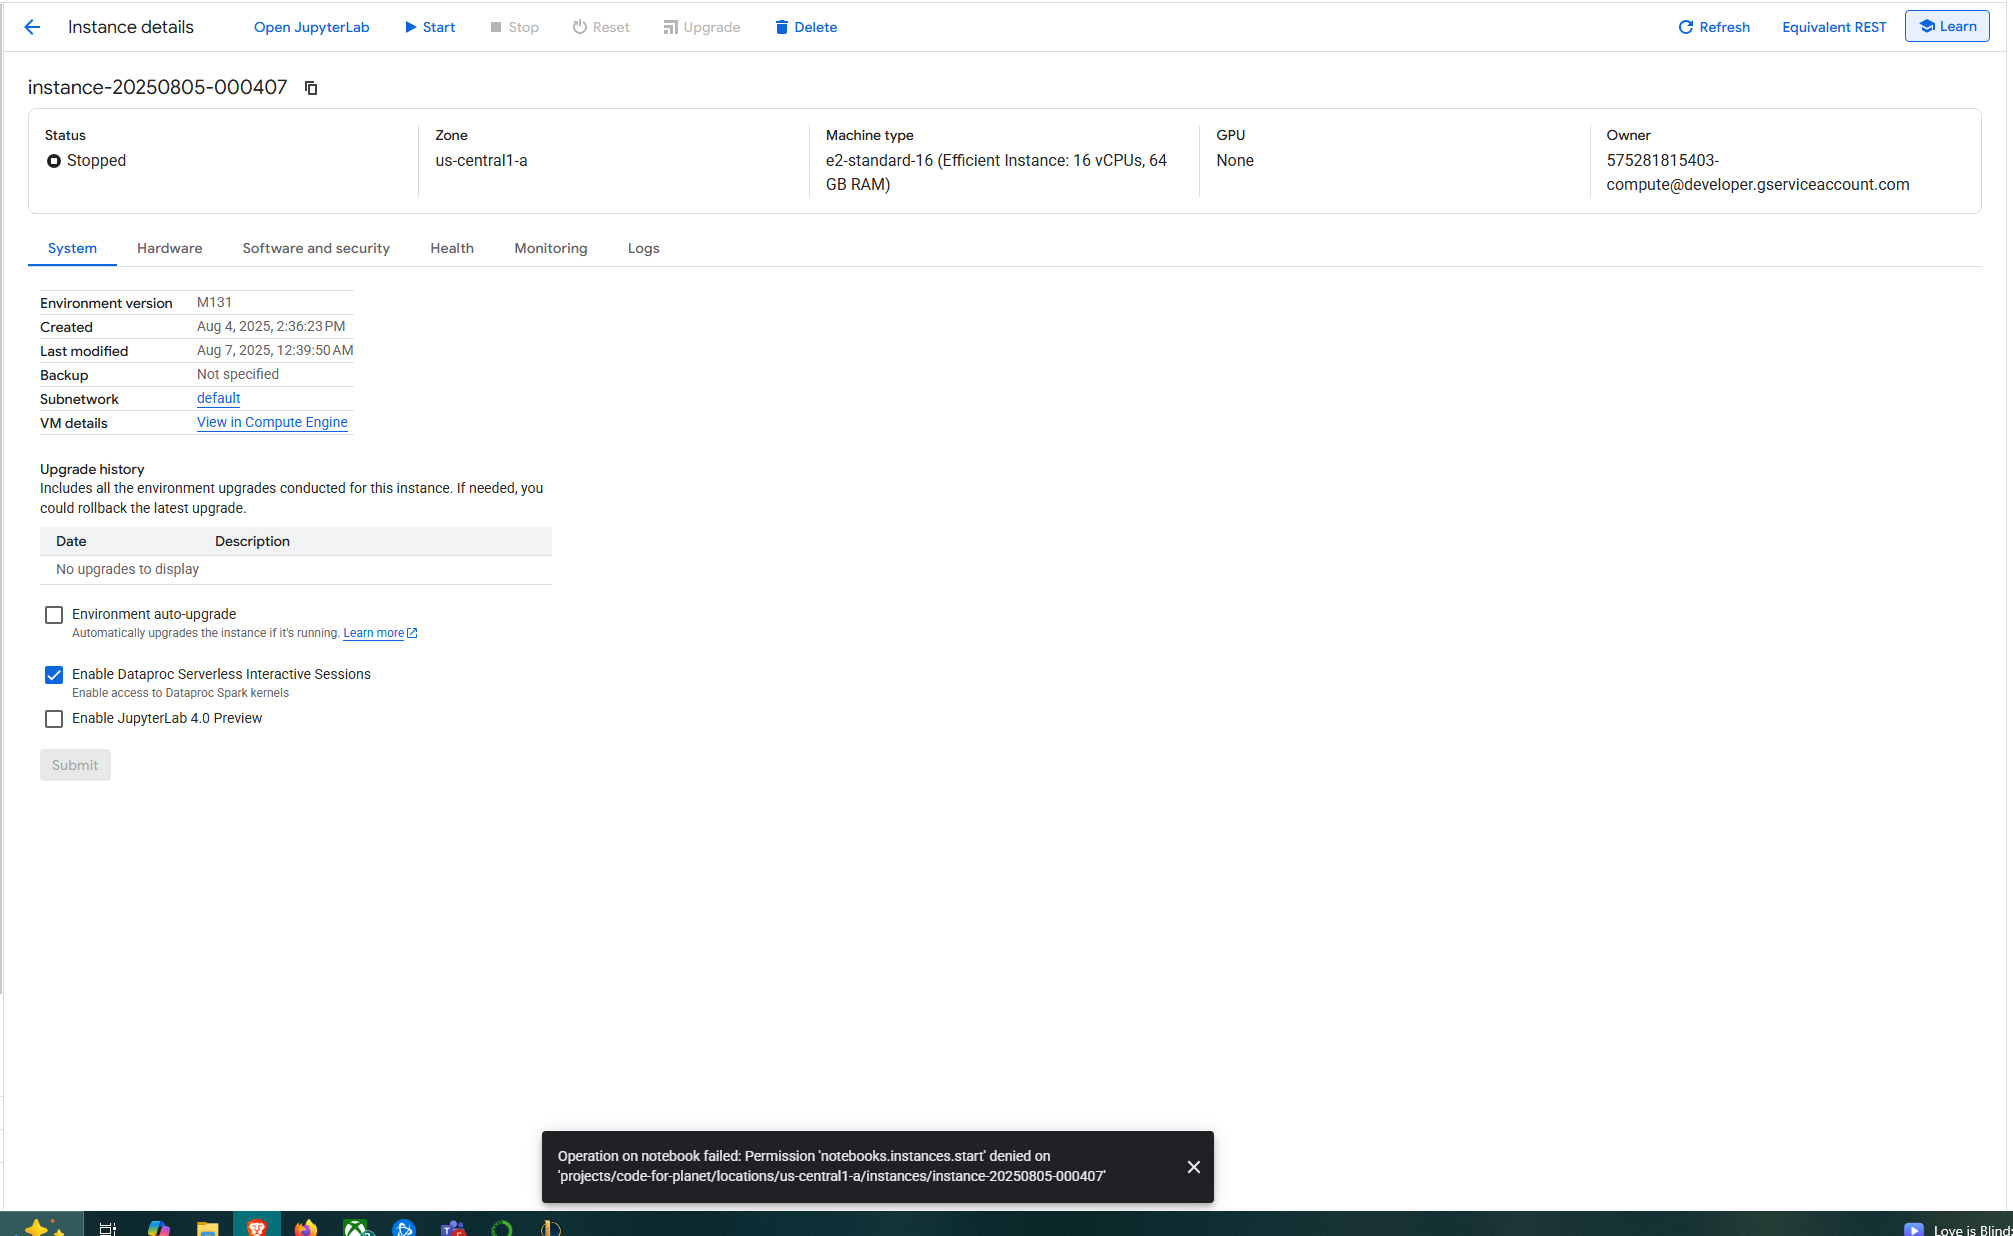 Instance details
Open JupyterLab
Start
Stop
Reset
Upgrade
Delete
Refresh
Equivalent REST
Learn
instance-20250805-000407
Status
Stopped
Zone
us-central1-a
Machine type
e2-standard-16 (Efficient Instance: 16 vCPUs, 64
GB RAM)
GPU
None
Owner
575281815403-
compute@developer.gserviceaccount.com
System
Hardware
Software and security
Health
Monitoring
Logs
Environment version M131
Created Aug 4, 2025, 2:36:23 PM
Last modified Aug 7, 2025, 12:39:50 AM
Backup Not specified
Subnetwork default
VM details View in Compute Engine
Upgrade history
Includes all the environment upgrades conducted for this instance. If needed, you
could rollback the latest upgrade.
Date Description
No upgrades to display
Environment auto-upgrade
Automatically upgrades the instance if it's running. Learn more
Enable Dataproc Serverless Interactive Sessions
Enable access to Dataproc Spark kernels
Enable JupyterLab 4.0 Preview
Submit
Operation on notebook failed: Permission 'notebooks.instances.start' denied on
'projects/code-for-planet/locations/us-central1-a/instances/instance-20250805-000407'
Love is Blind: